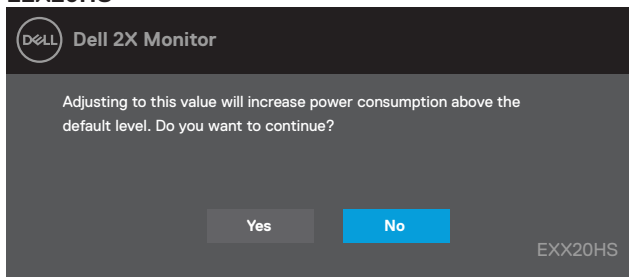 DELL
Dell 2X Monitor
Adjusting to this value will increase power consumption above the
default level. Do you want to continue?
Yes No
EXX20HS